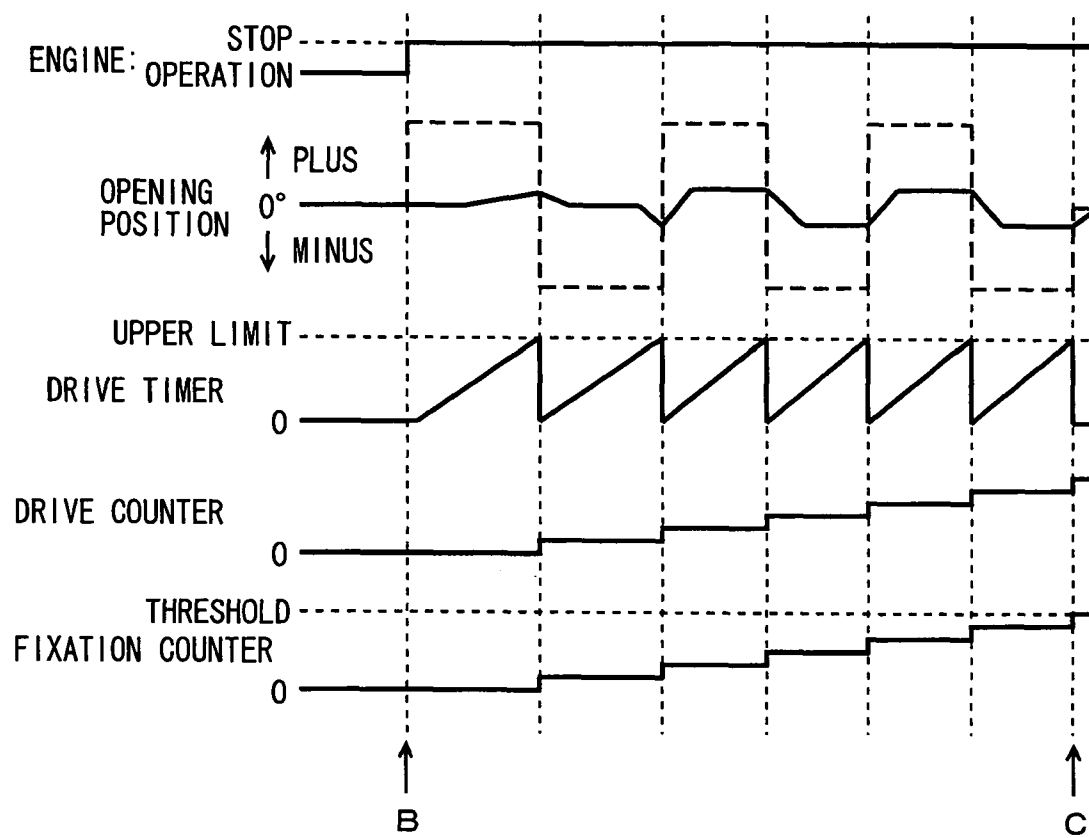 STOP
ENGINE:
OPERATION
PLUS
OPENING
POSITION
0°
MINUS
UPPER LIMIT
DRIVE TIMER
0
DRIVE COUNTER
0
THRESHOLD
FIXATION COUNTER
0
B
C